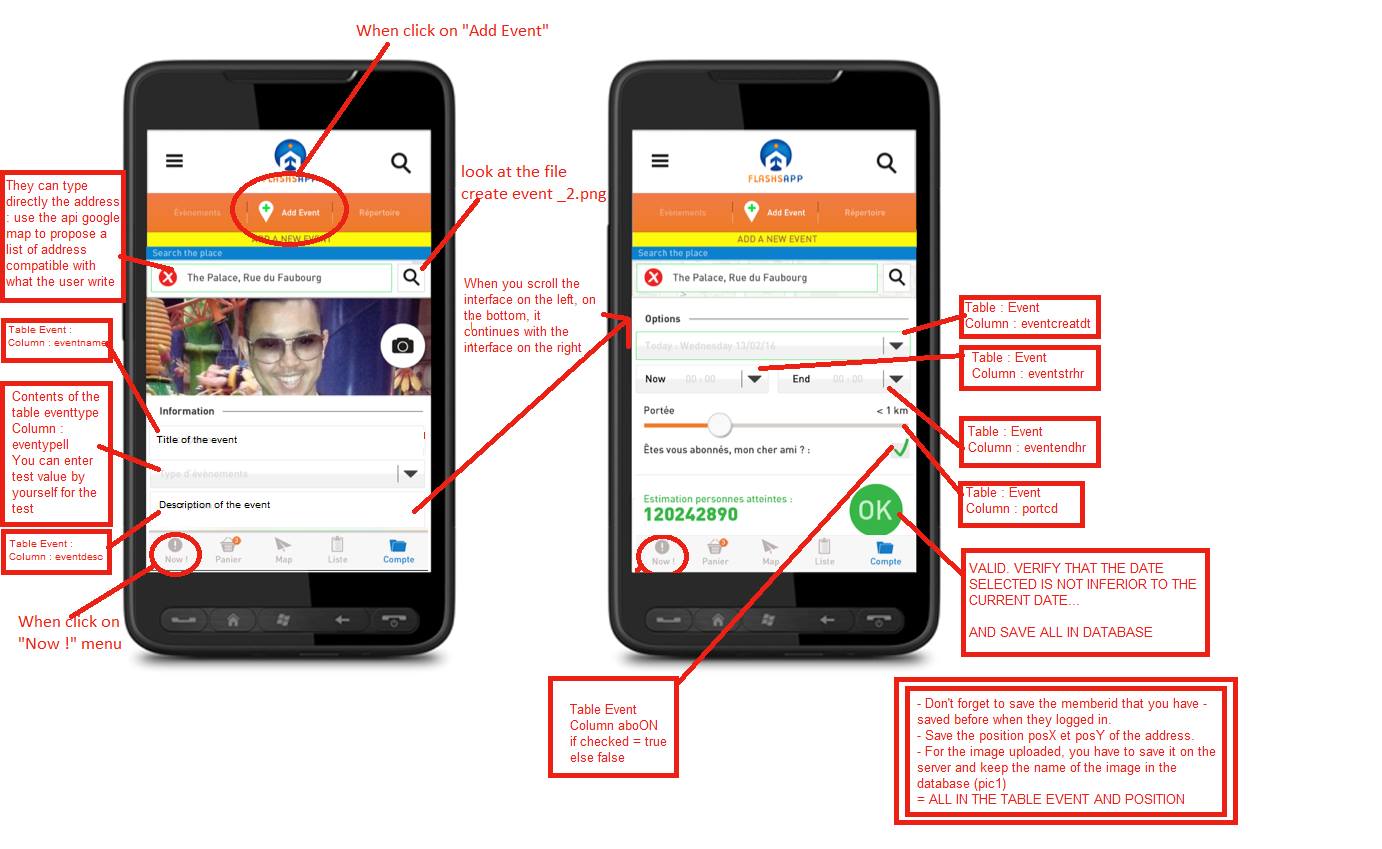 When click on "Add Event"
They can type
directly the address
: use the api google
map to propose a
list of address
compatible with
what the user write
Table Event :
Column : eventname
Contents of the
table eventtype
Column :
eventypell
You can enter
test value by
yourself for the
test
Table Event :
Column : eventdesc
When click on
"Now !" menu
FLASHSAPP
Evènements
Add Event
Répertoire
ADD A NEW EVENT
Search the place
The Palace, Rue du Faubourg
Information
Title of the event
Type d'évènements
Description of the event
Now !
3
Panier
Map
Liste
Compte
look at the file
create event _2.png
When you scroll the
interface on the left, on
the bottom, it
continues with the
interface on the right
FLASHSAPP
Evènements
Add Event
Répertoire
ADD A NEW EVENT
Search the place
The Palace, Rue du Faubourg
Options
Today : Wednesday 13/02/16
Now 00 : 00
End 00 : 00
Portée < 1 km
Êtes vous abonnés, mon cher ami ? :
Estimation personnes atteintes :
120242890
OK
Now !
3
Panier
Map
Liste
Compte
Table : Event
Column : eventcreatdt
Table : Event
Column : eventstrhr
Table : Event
Column : eventendhr
Table : Event
Column : portcd
VALID. VERIFY THAT THE DATE
SELECTED IS NOT INFERIOR TO THE
CURRENT DATE...
AND SAVE ALL IN DATABASE
Table Event
Column aboON
if checked = true
else false
- Don't forget to save the memberid that you have -
saved before when they logged in.
- Save the position posX et posY of the address.
- For the image uploaded, you have to save it on the
server and keep the name of the image in the
database (pic1)
= ALL IN THE TABLE EVENT AND POSITION